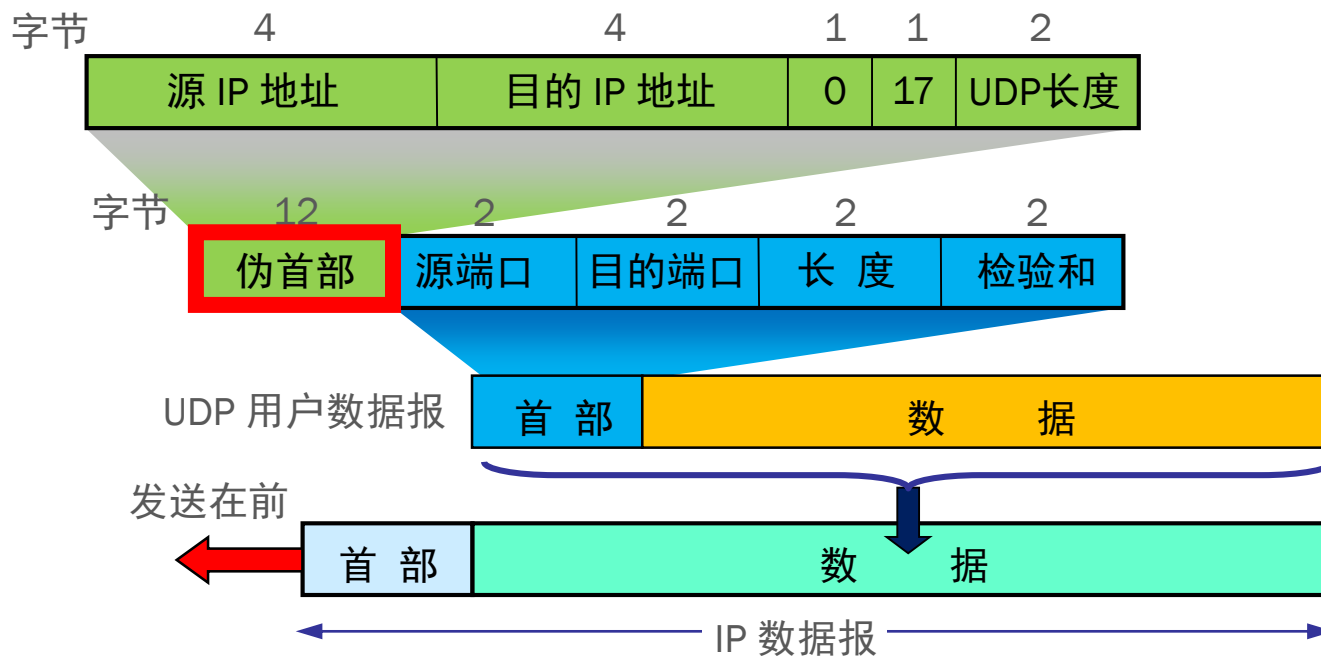 字节 4 4 1 1 2
源 IP 地址 目的 IP 地址 0 17 UDP长度
字节 12 2 2 2 2
伪首部 源端口 目的端口 长 度 检验和
UDP 用户数据报 首 部 数 据
发送在前
首 部 数 据
IP 数据报